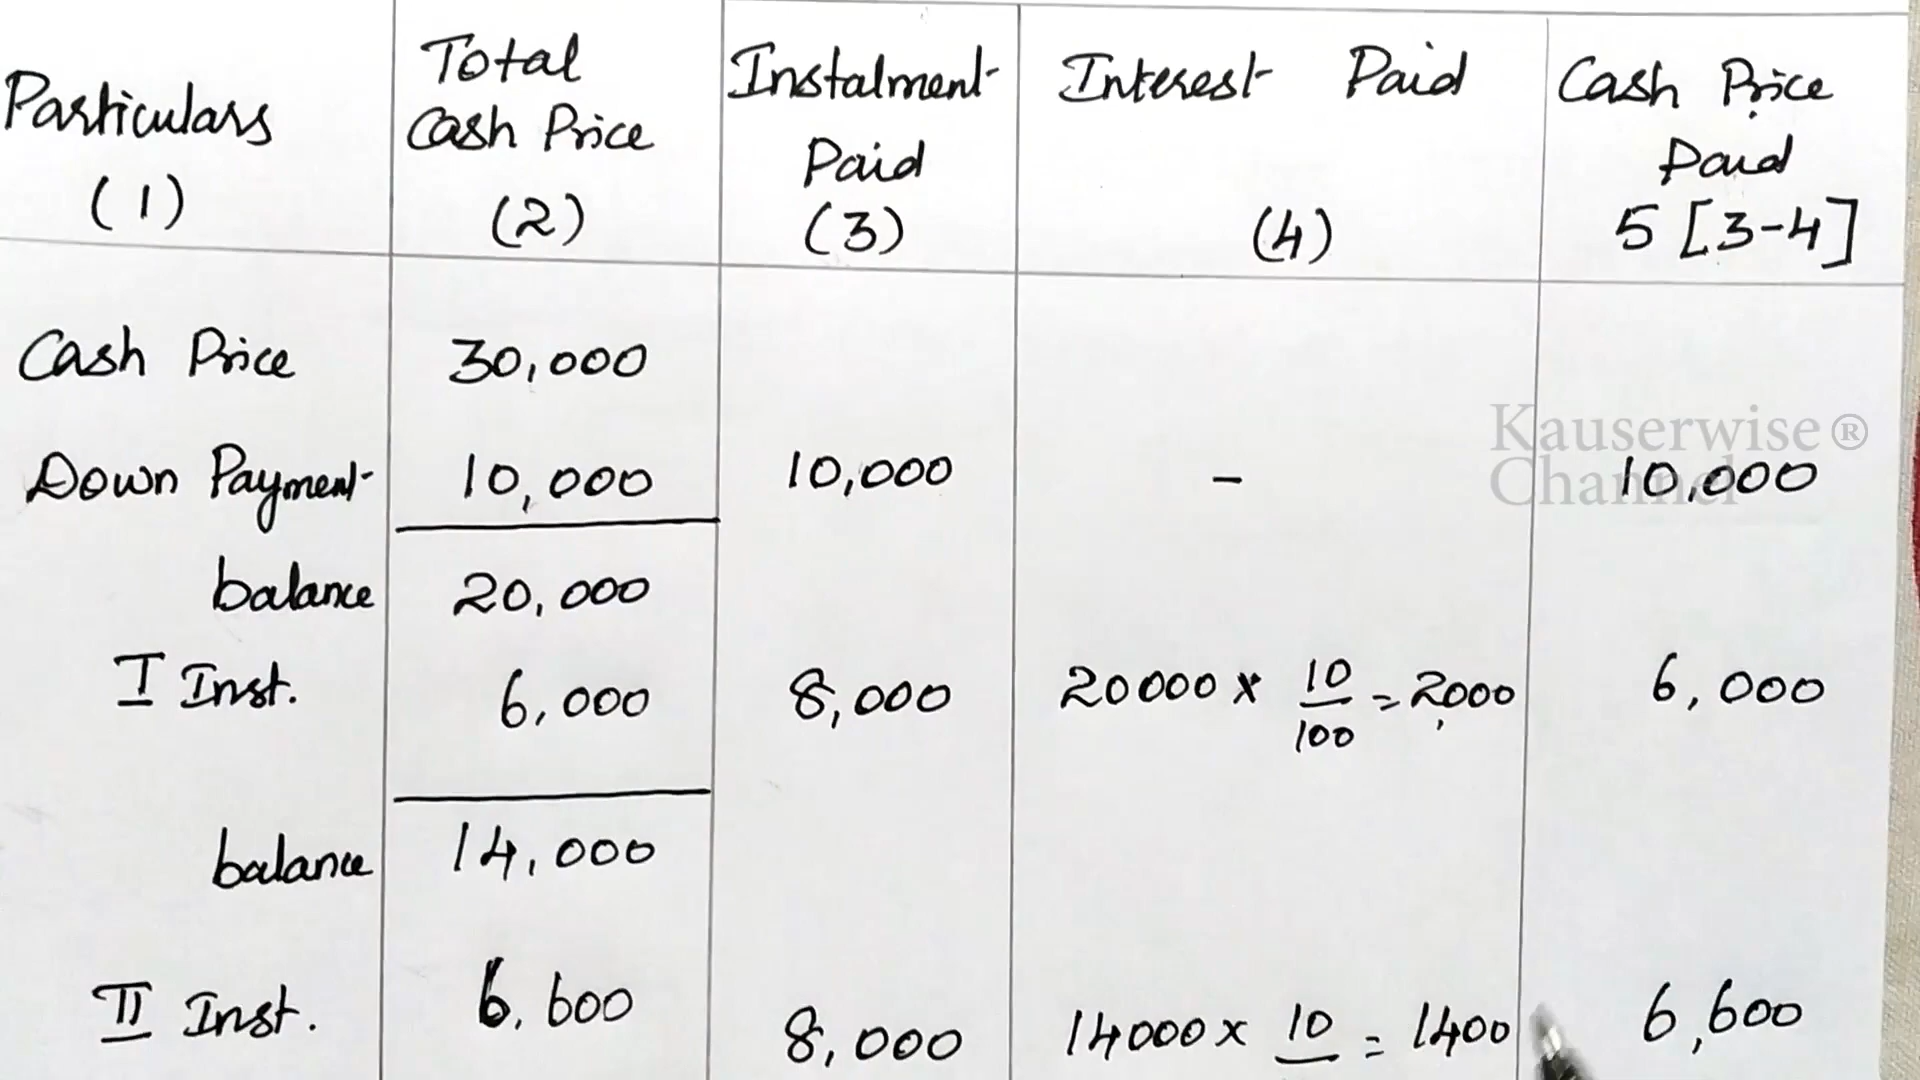 Particulars (1) | Total Cash Price (2) | Instalment Paid (3) | Interest Paid (4) | Cash Price Paid 5 [3-4]
Cash Price | 30,000
Down Payment | 10,000 | 10,000 | - | 10,000
balance | 20,000
I Inst. | 6,000 | 8,000 | 20000 x 10/100 = 2,000 | 6,000
balance | 14,000
II Inst. | 6,600 | 8,000 | 14000 x 10 = 1400 | 6,600
Kauserwise®
Channel